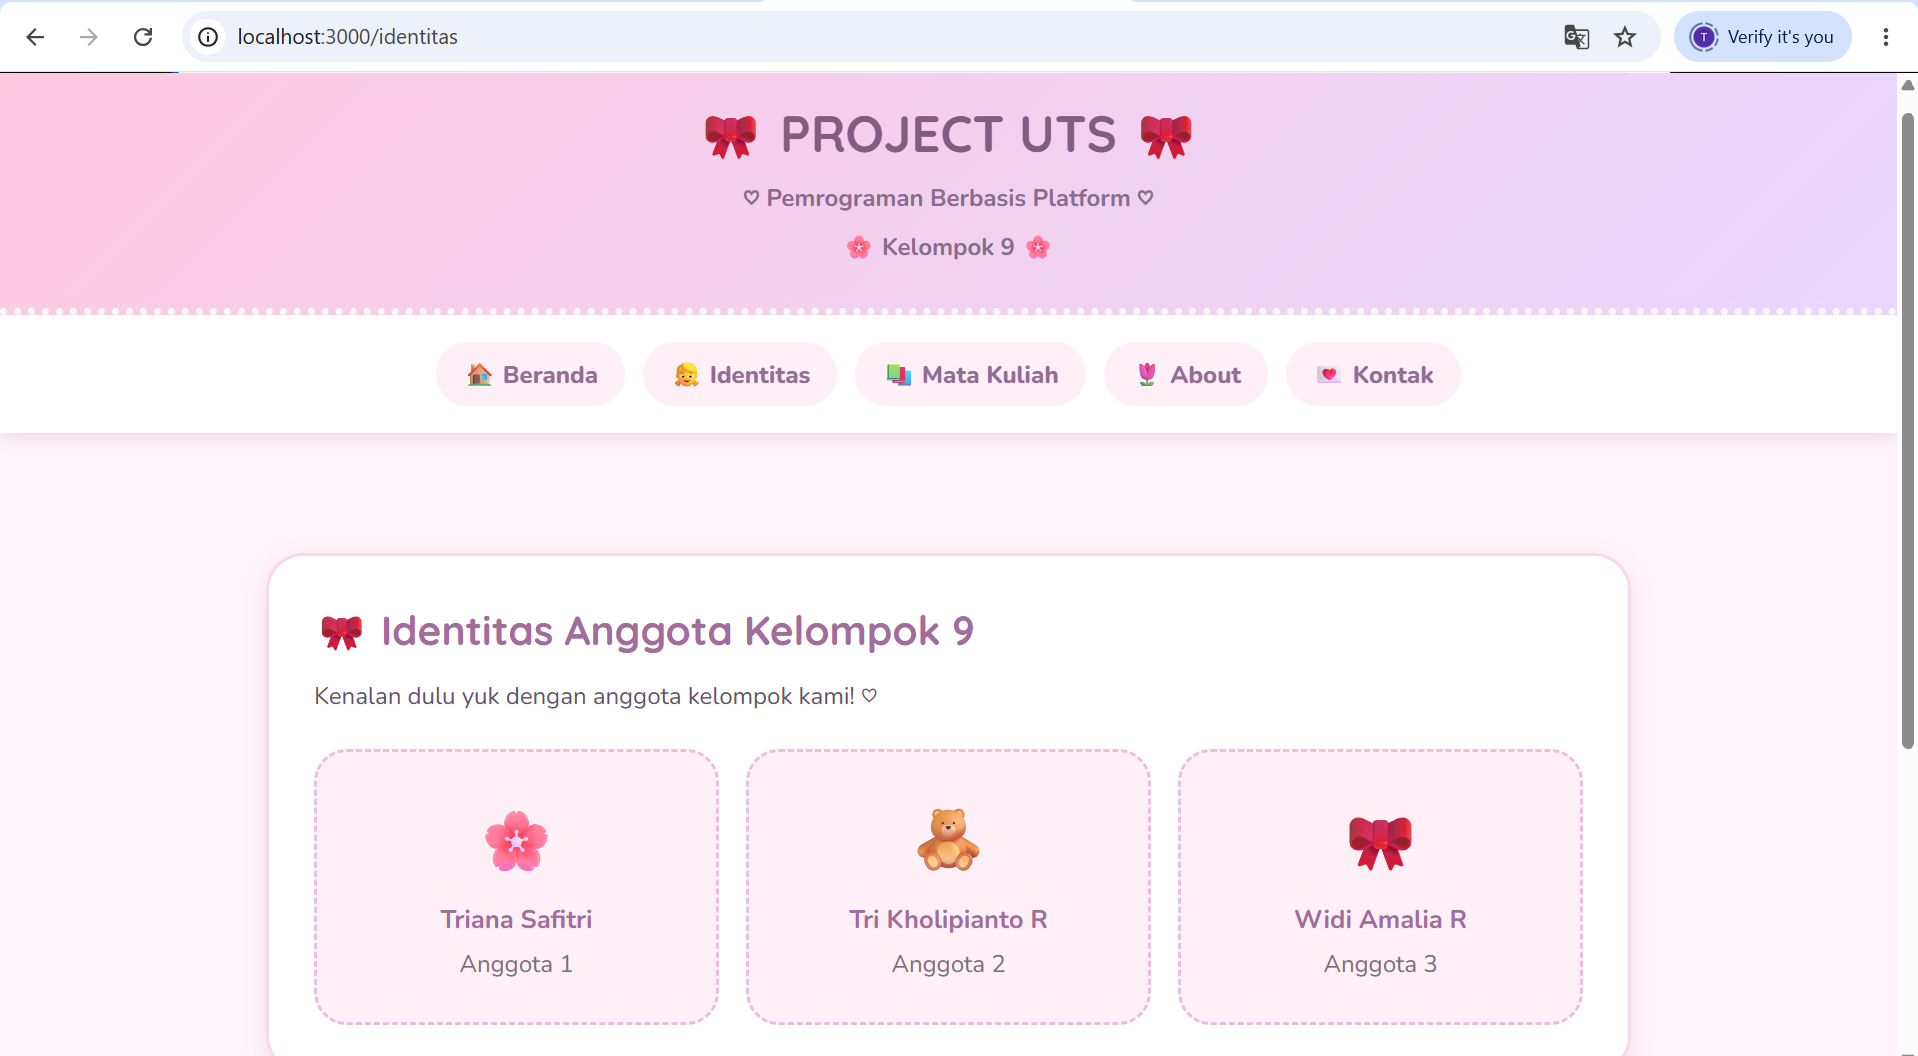 localhost:3000/identitas
Verify it's you
T
PROJECT UTS
♡ Pemrograman Berbasis Platform ♡
Kelompok 9
Beranda
Identitas
Mata Kuliah
About
Kontak
Identitas Anggota Kelompok 9
Kenalan dulu yuk dengan anggota kelompok kami! ♡
Triana Safitri
Anggota 1
Tri Kholipianto R
Anggota 2
Widi Amalia R
Anggota 3